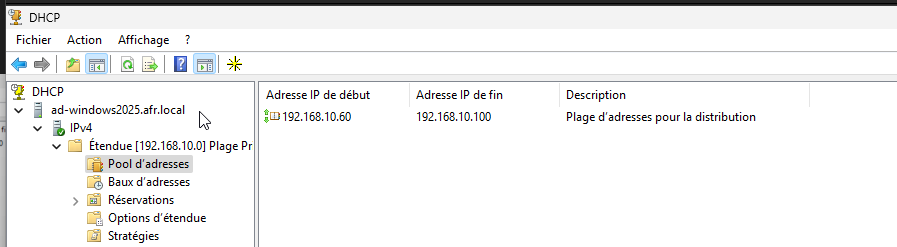 DHCP
Fichier Action Affichage ?
DHCP
ad-windows2025.afr.local
IPv4
Étendue [192.168.10.0] Plage Pr
Pool d'adresses
Baux d'adresses
Réservations
Options d'étendue
Stratégies
Adresse IP de début Adresse IP de fin Description
192.168.10.60 192.168.10.100 Plage d'adresses pour la distribution